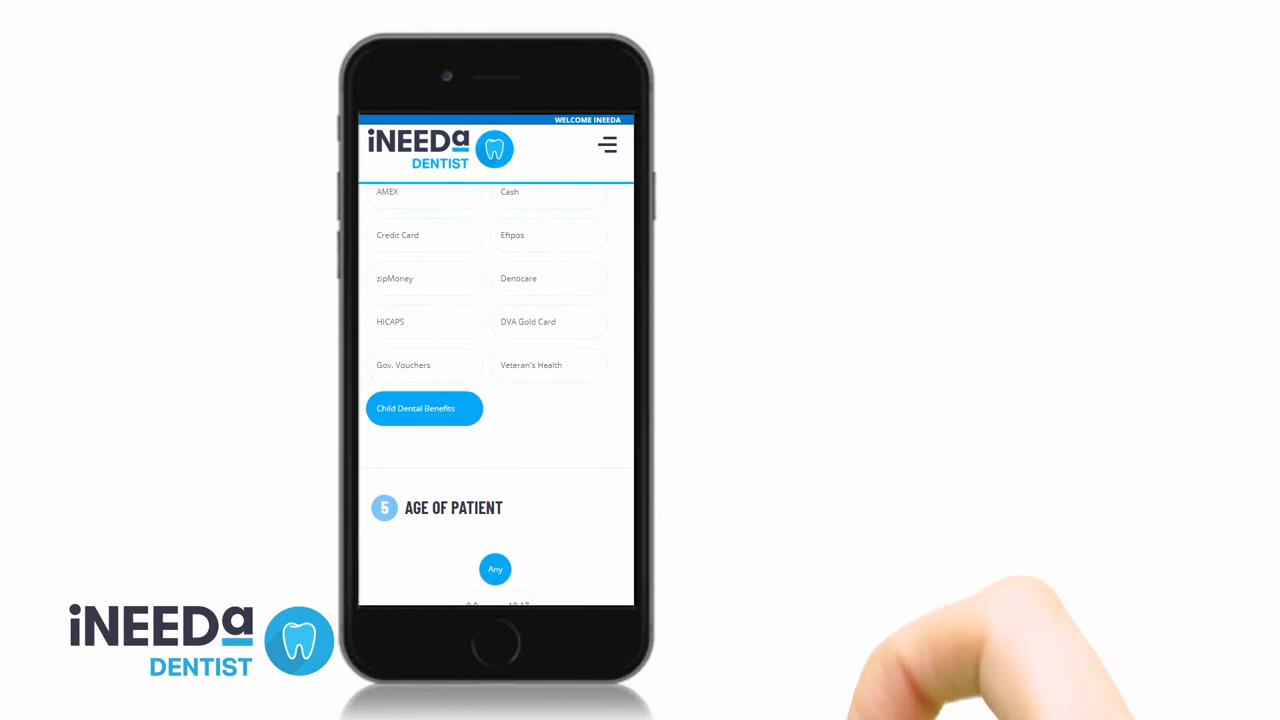 WELCOME INEEDA
iNEEDa
DENTIST
AMEX
Cash
Credit Card
Eftpos
zipMoney
Denticare
HICAPS
DVA Gold Card
Gov. Vouchers
Veteran's Health
Child Dental Benefits
5 AGE OF PATIENT
Any
iNEEDa
DENTIST